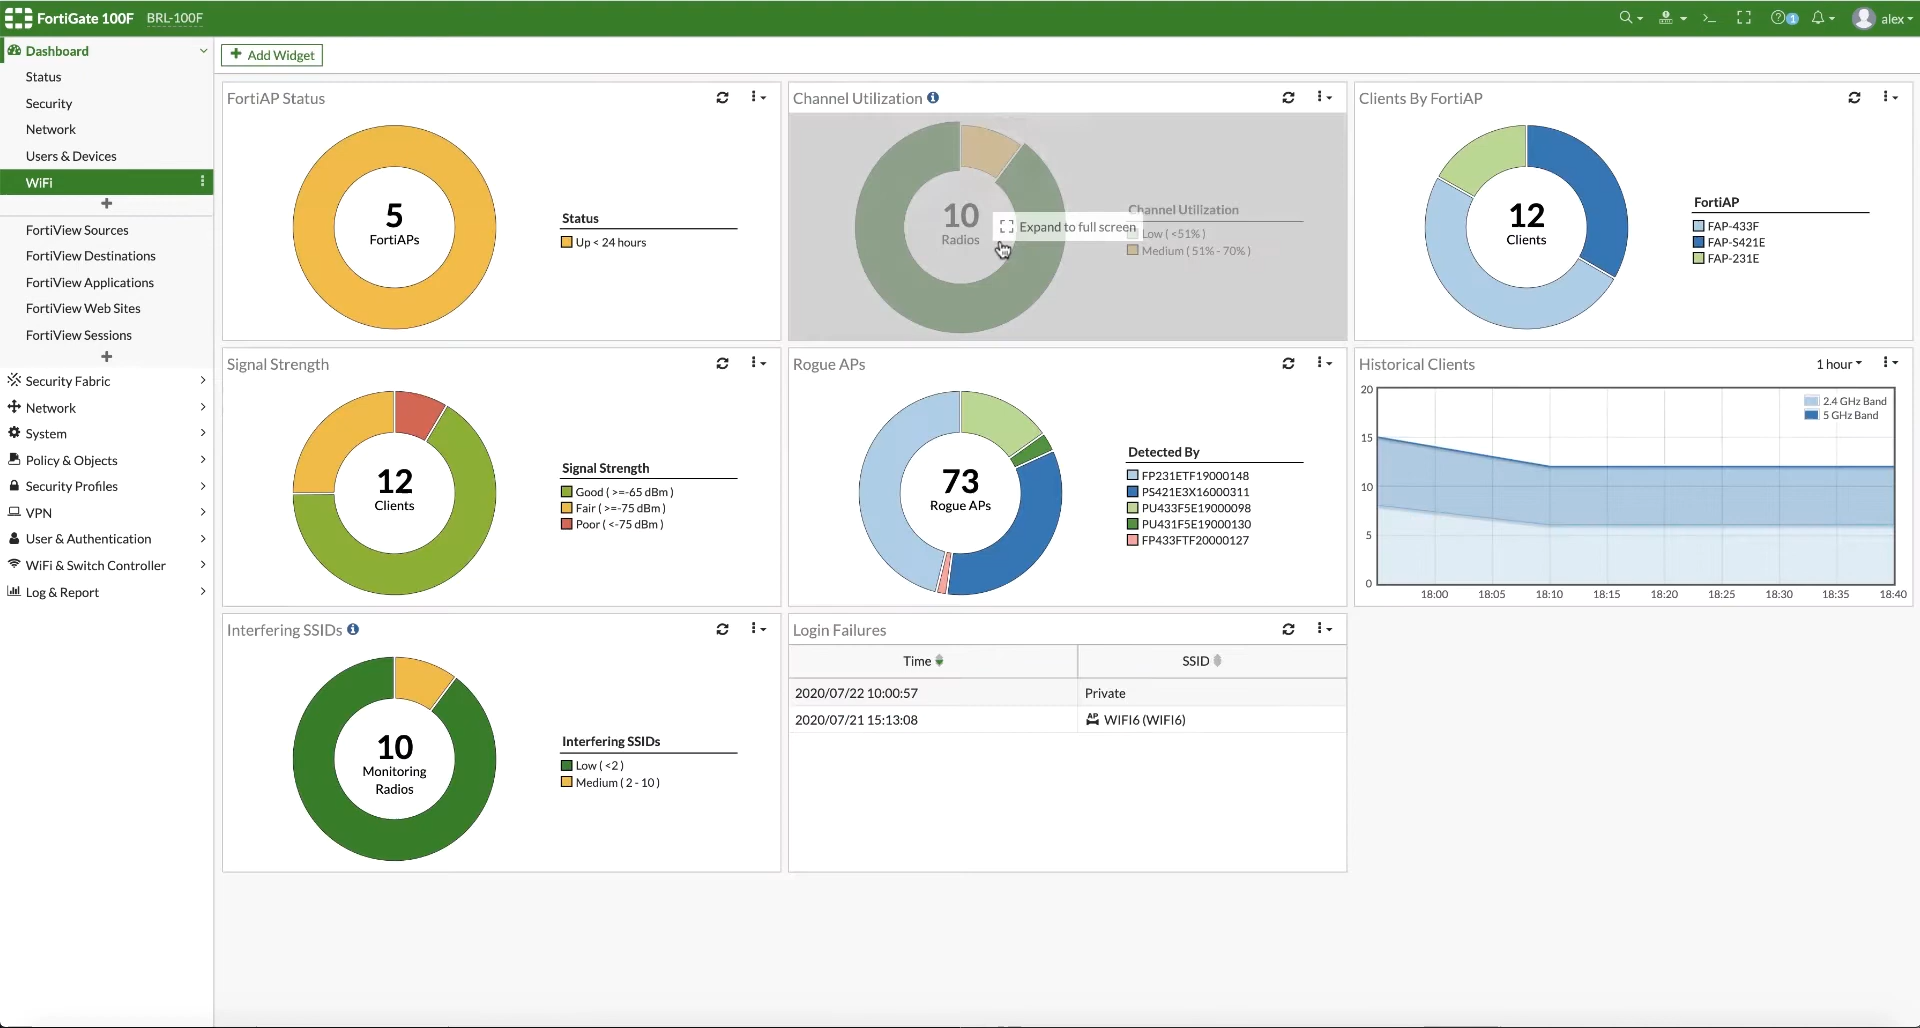 FortiGate 100F BRL-100F
1
alex
Dashboard
Status
Security
Network
Users & Devices
WiFi
FortiView Sources
FortiView Destinations
FortiView Applications
FortiView Web Sites
FortiView Sessions
Security Fabric
Network
System
Policy & Objects
Security Profiles
VPN
User & Authentication
WiFi & Switch Controller
Log & Report
Add Widget
FortiAP Status
5
FortiAPs
Status
Up < 24 hours
Channel Utilization
10
Radios
Expand to full screen
Channel Utilization
Low ( <51% )
Medium ( 51% - 70% )
Clients By FortiAP
12
Clients
FortiAP
FAP-433F
FAP-S421E
FAP-231E
Signal Strength
12
Clients
Signal Strength
Good ( >=-65 dBm )
Fair ( >=-75 dBm )
Poor ( <-75 dBm )
Rogue APs
73
Rogue APs
Detected By
FP231ETF19000148
PS421E3X16000311
PU433F5E19000098
PU431F5E19000130
FP433FTF20000127
Historical Clients
1 hour
20
15
10
5
0
2.4 GHz Band
5 GHz Band
18:00 18:05 18:10 18:15 18:20 18:25 18:30 18:35 18:40
Interfering SSIDs
10
Monitoring
Radios
Interfering SSIDs
Low ( <2 )
Medium ( 2 - 10 )
Login Failures
Time SSID
2020/07/22 10:00:57 Private
2020/07/21 15:13:08 AP WIFI6 (WIFI6)